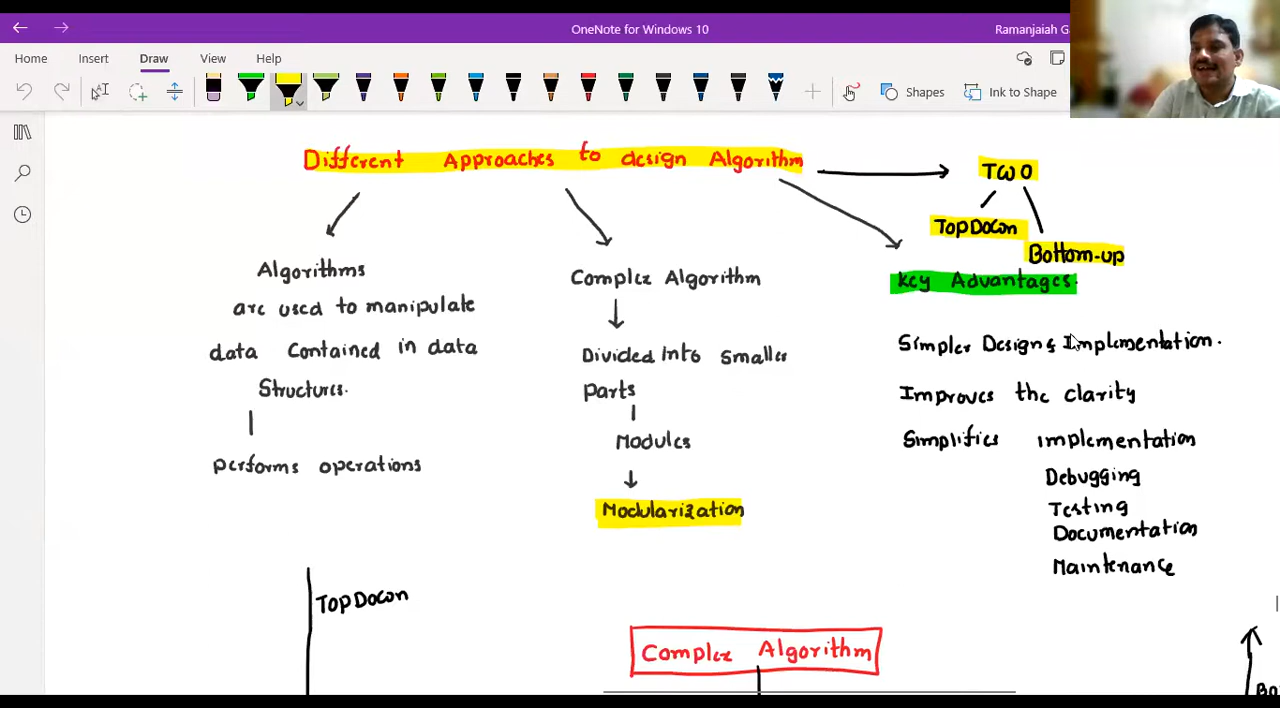 OneNote for Windows 10
Ramanjaiah G
Home Insert Draw View Help
Shapes
Ink to Shape
Different Approaches to design Algorithm
TWO
TopDown
Bottom-up
Key Advantages.
Algorithms
are used to manipulate
data Contained in data
Structures.
performs operations
Complex Algorithm
Divided Into smaller
parts
Modules
Modularization
Simpler Design & Implementation.
Improves the clarity
Simplifies implementation
Debugging
Testing
Documentation
Maintenance
TopDown
Complex Algorithm